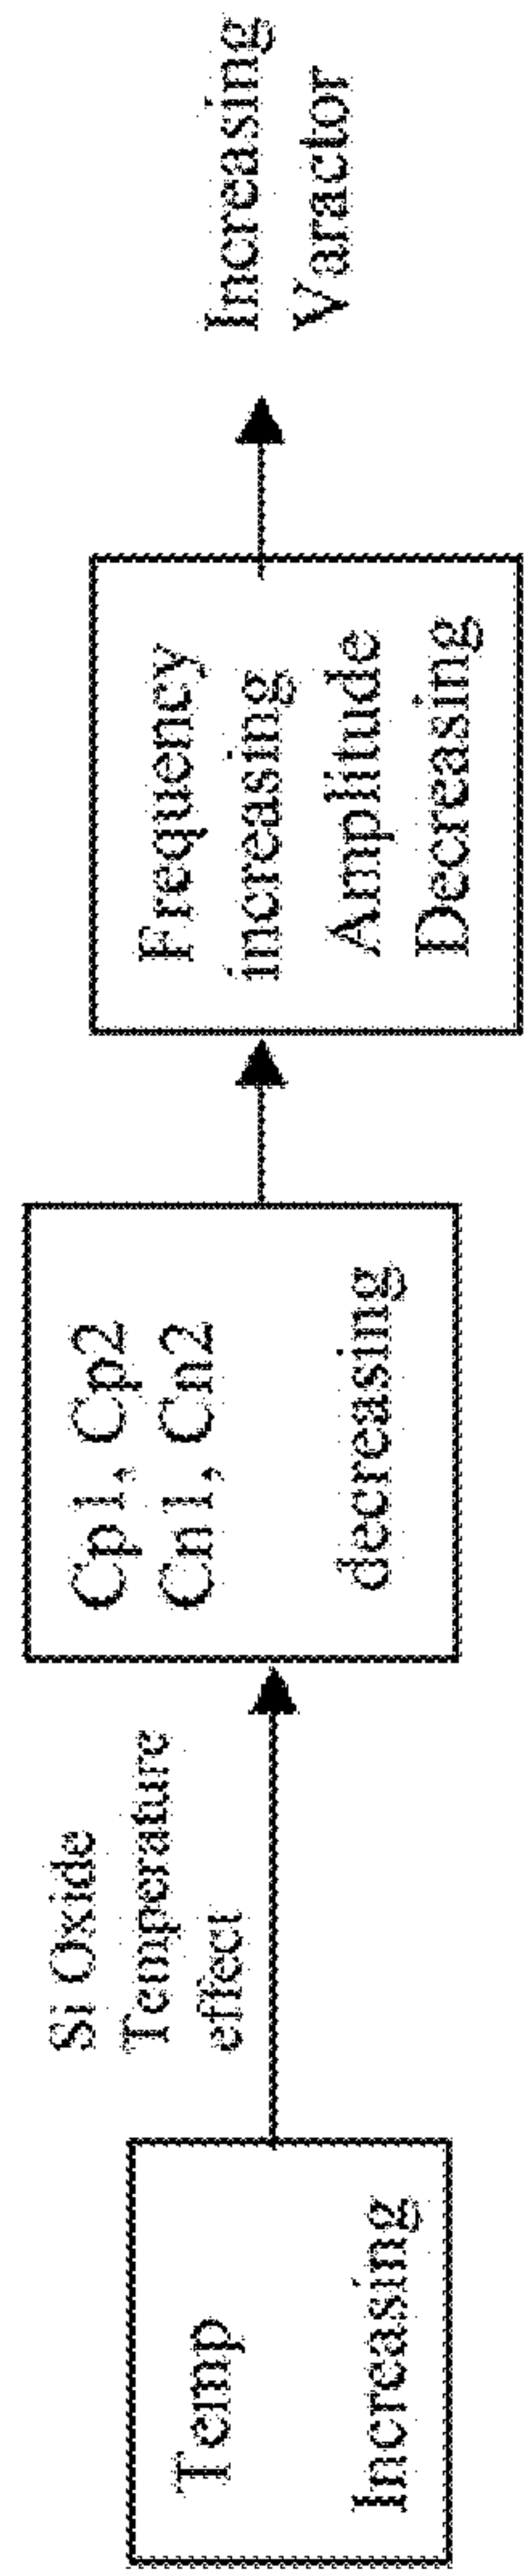 Temp
Increasing
Si Oxide
Temperature
effect
Cp1, Cp2
Cn1, Cn2
decreasing
Frequency
increasing
Amplitude
Decreasing
Increasing
Varactor